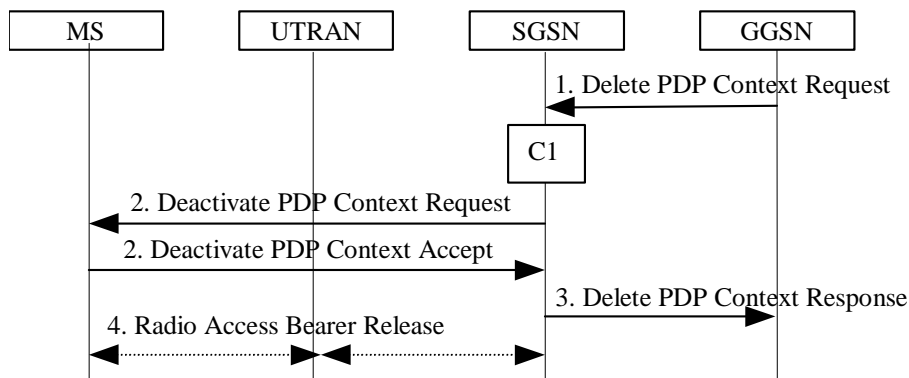 MS UTRAN SGSN GGSN
1. Delete PDP Context Request
C1
2. Deactivate PDP Context Request
2. Deactivate PDP Context Accept
3. Delete PDP Context Response
4. Radio Access Bearer Release